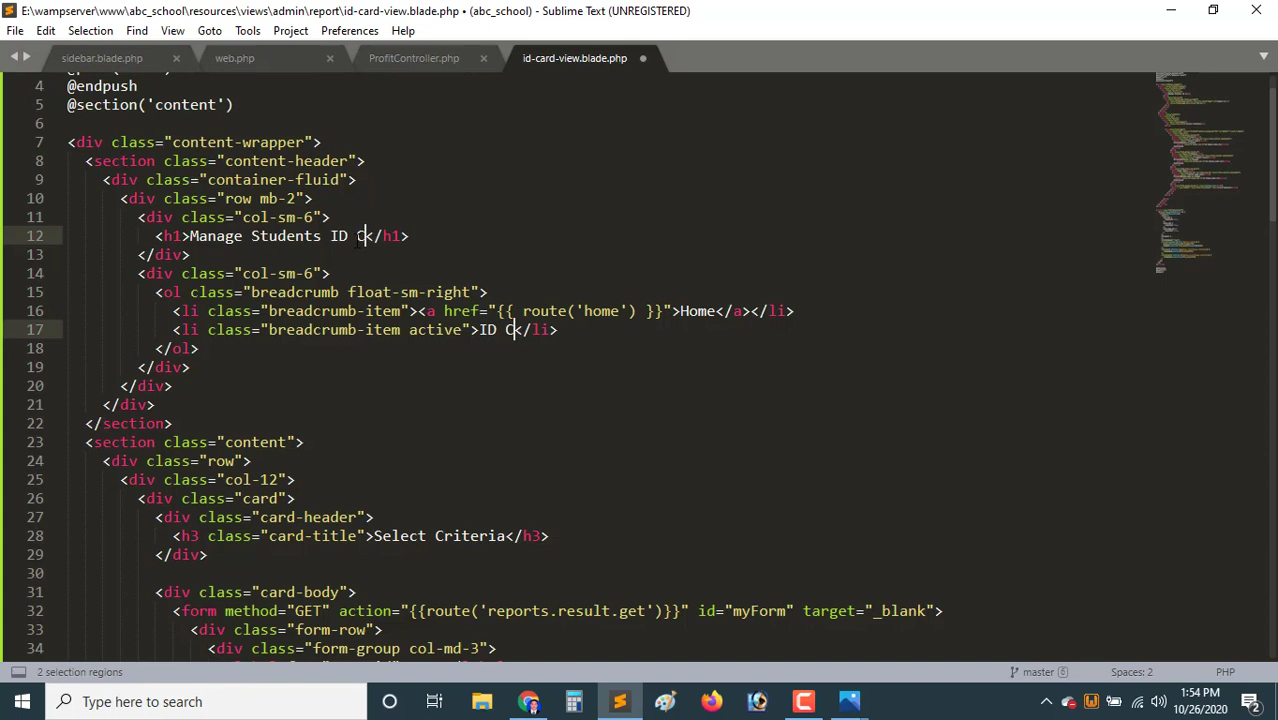 E:\wampserver\www\abc_school\resources\views\admin\report\id-card-view.blade.php • (abc_school) - Sublime Text (UNREGISTERED)
File Edit Selection Find View Goto Tools Project Preferences Help
sidebar.blade.php web.php ProfitController.php id-card-view.blade.php
4 @endpush
5 @section('content')
6
7 <div class="content-wrapper">
8 <section class="content-header">
9 <div class="container-fluid">
10 <div class="row mb-2">
11 <div class="col-sm-6">
12 <h1>Manage Students ID C</h1>
13 </div>
14 <div class="col-sm-6">
15 <ol class="breadcrumb float-sm-right">
16 <li class="breadcrumb-item"><a href="{{ route('home') }}">Home</a></li>
17 <li class="breadcrumb-item active">ID C</li>
18 </ol>
19 </div>
20 </div>
21 </div>
22 </section>
23 <section class="content">
24 <div class="row">
25 <div class="col-12">
26 <div class="card">
27 <div class="card-header">
28 <h3 class="card-title">Select Criteria</h3>
29 </div>
30
31 <div class="card-body">
32 <form method="GET" action="{{route('reports.result.get')}}" id="myForm" target="_blank">
33 <div class="form-row">
34 <div class="form-group col-md-3">
2 selection regions master 6 Spaces: 2 PHP
Type here to search
1:54 PM
10/26/2020
2